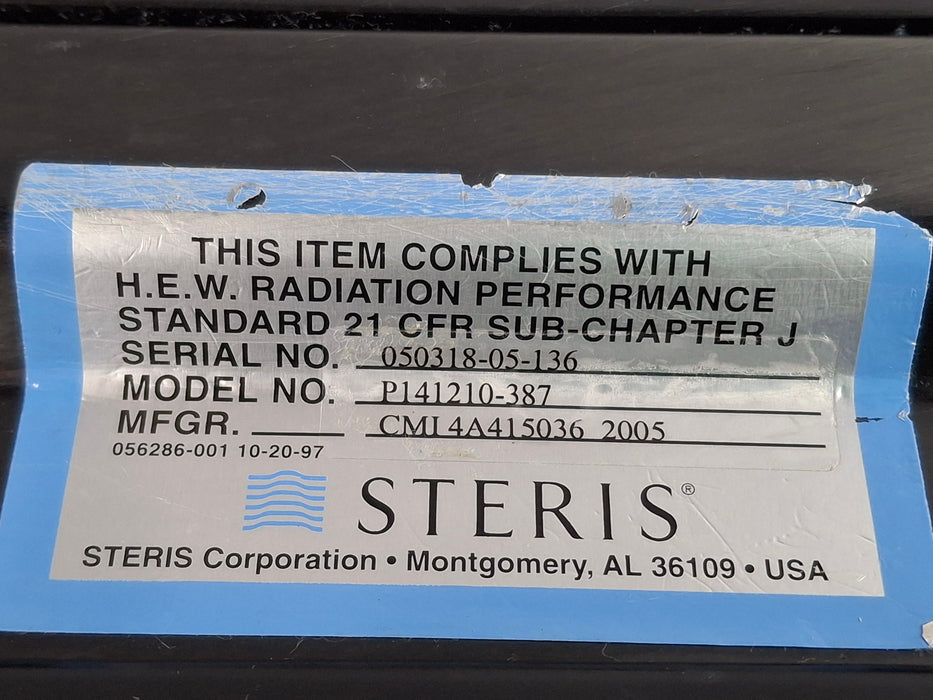 THIS ITEM COMPLIES WITH
H.E.W. RADIATION PERFORMANCE
STANDARD 21 CFR SUB-CHAPTER J
SERIAL NO. 050318-05-136
MODEL NO. P141210-387
MFGR. CMI 4A415036 2005
056286-001 10-20-97
STERIS®
STERIS Corporation • Montgomery, AL 36109 • USA